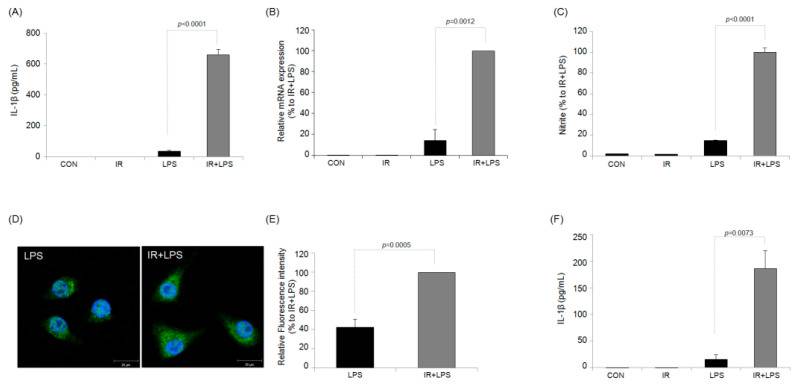 (A)
p<0.0001
IL-1β (pg/mL)
800
600
400
200
0
CON IR LPS IR+LPS
(B)
p=0.0012
Relative mRNA expression
(% to IR+LPS)
120
100
80
60
40
20
0
CON IR LPS IR+LPS
(C)
p<0.0001
Nitrite (% to IR+LPS)
120
100
80
60
40
20
0
CON IR LPS IR+LPS
(D)
LPS
IR+LPS
(E)
p<0.0005
Relative Fluorescence intensity
(% to IR+LPS)
120
100
80
60
40
20
0
LPS IR+LPS
(F)
p=0.0073
IL-1β (pg/mL)
250
200
150
100
50
0
CON IR LPS IR+LPS